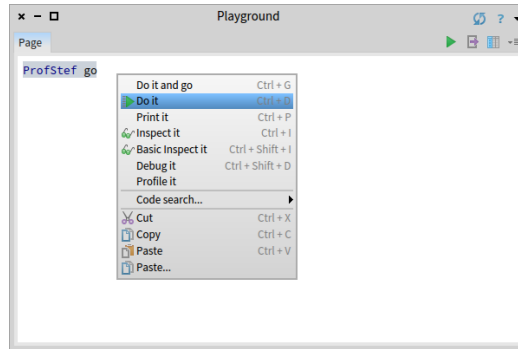 Playground
?
Page
ProfStef go
Do it and go Ctrl + G
Do it Ctrl + D
Print it Ctrl + P
Inspect it Ctrl + I
Basic Inspect it Ctrl + Shift + I
Debug it Ctrl + Shift + D
Profile it
Code search...
Cut Ctrl + X
Copy Ctrl + C
Paste Ctrl + V
Paste...